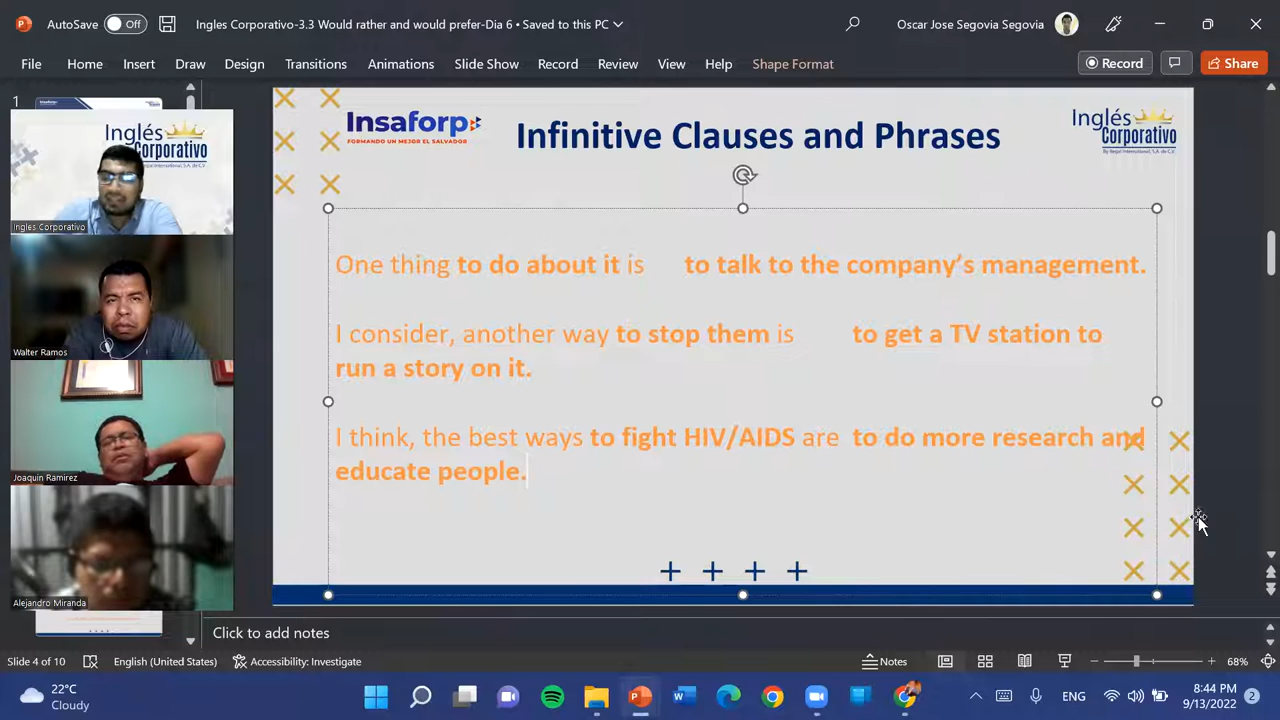 AutoSave Off Ingles Corporativo-3.3 Would rather and would prefer-Dia 6 • Saved to this PC Oscar Jose Segovia Segovia
File Home Insert Draw Design Transitions Animations Slide Show Record Review View Help Shape Format Record Share
1
Inglés
Corporativo
Ingles Corporativo
Walter Ramos
Joaquin Ramirez
Alejandro Miranda
Insaforp
FORMANDO UN MEJOR EL SALVADOR
Infinitive Clauses and Phrases
Inglés
Corporativo
One thing to do about it is to talk to the company's management.
I consider, another way to stop them is to get a TV station to
run a story on it.
I think, the best ways to fight HIV/AIDS are to do more research and
educate people.
Click to add notes
Slide 4 of 10 English (United States) Accessibility: Investigate Notes 68%
22°C
Cloudy
ENG
8:44 PM
9/13/2022
2